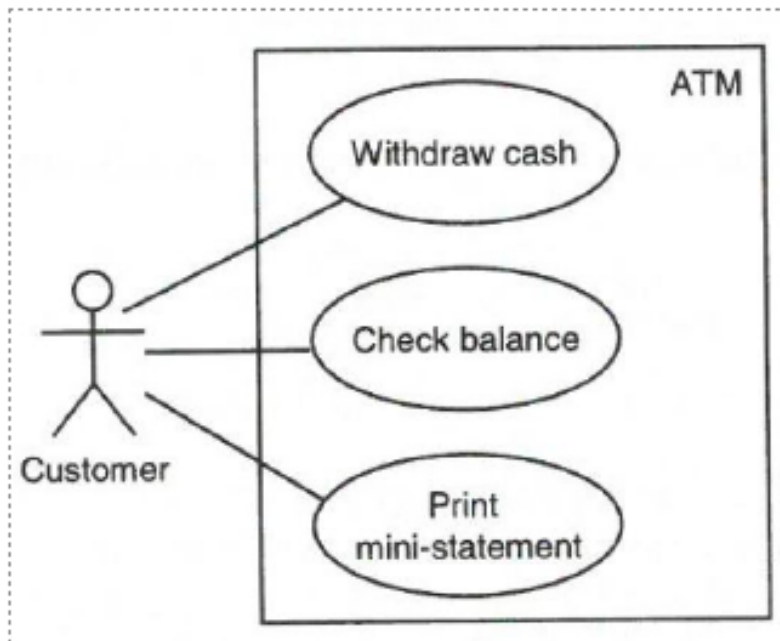 ATM
Withdraw cash
Check balance
Customer
Print
mini-statement